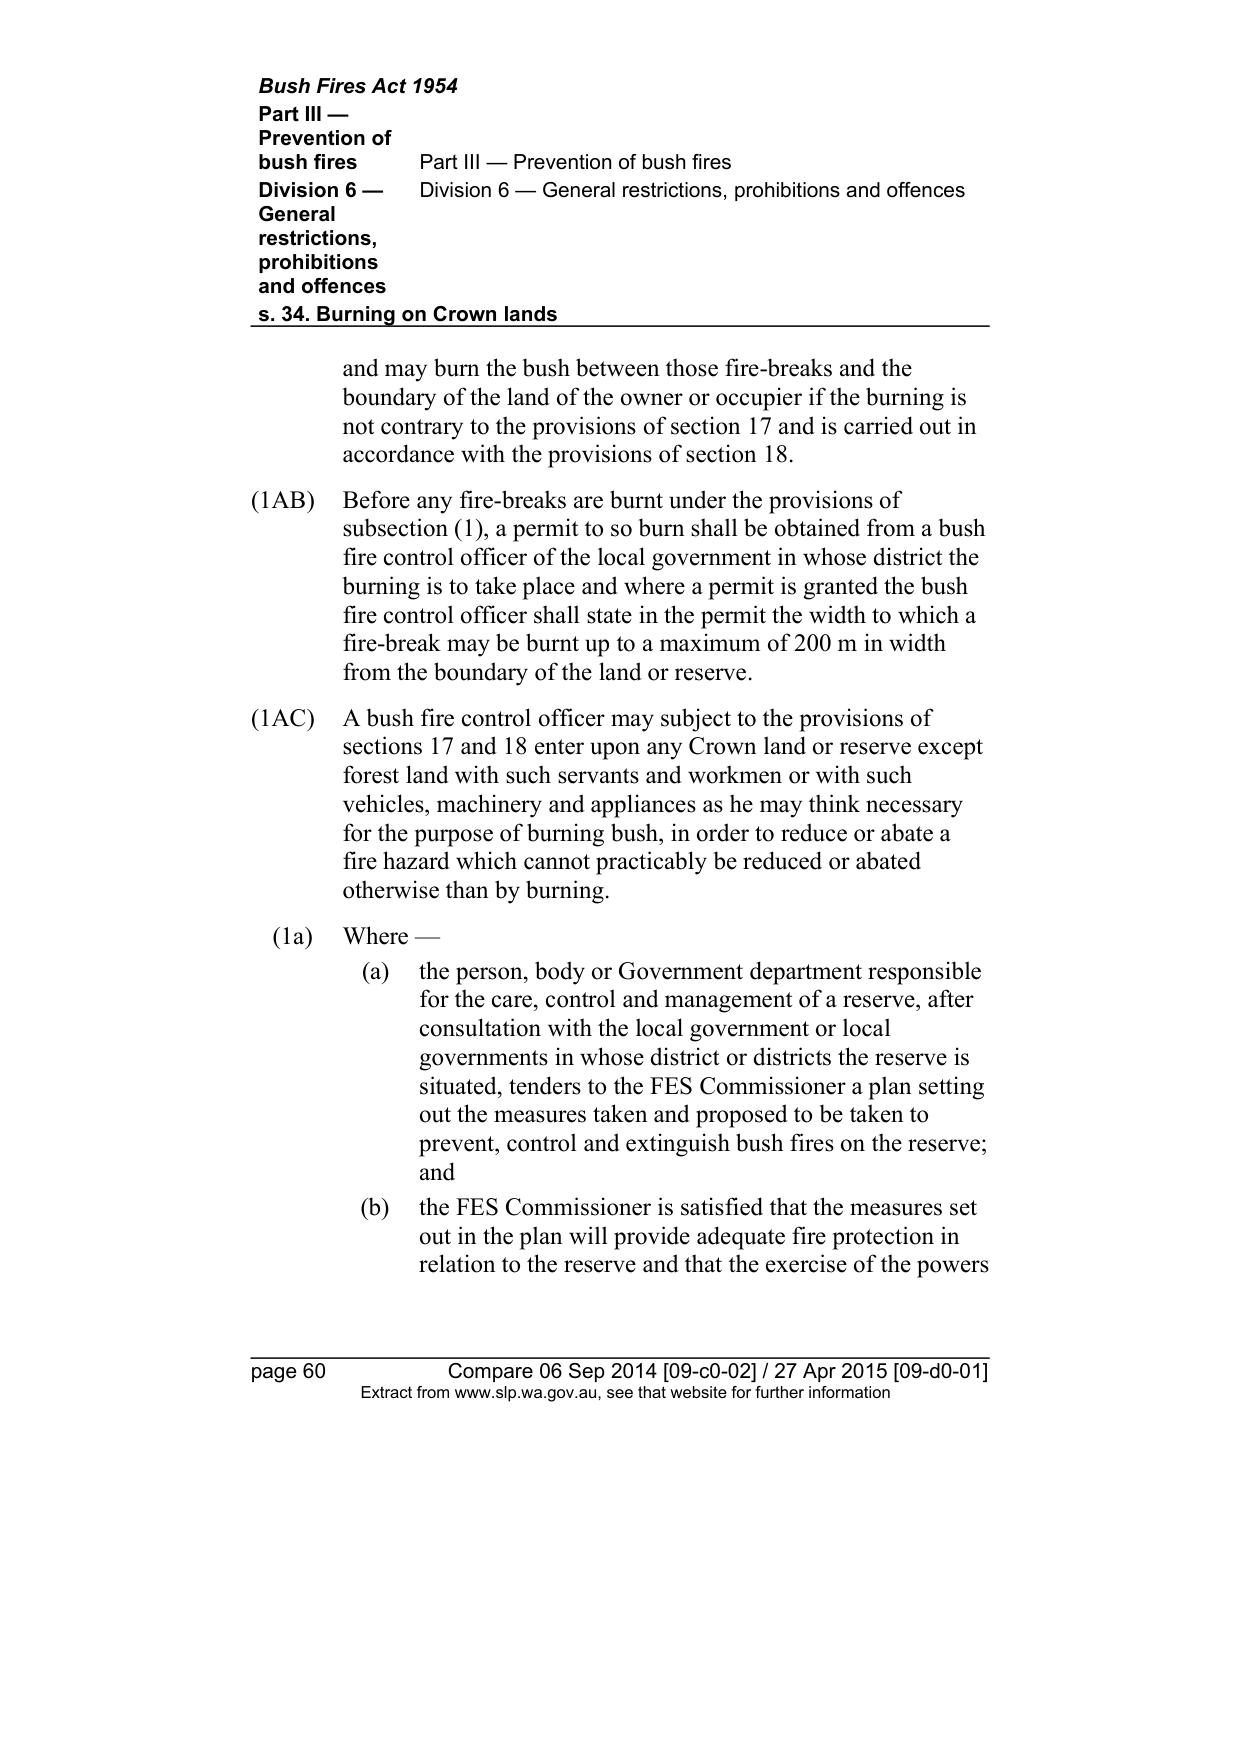 Bush Fires Act 1954
Part III —
Prevention of
bush fires Part III — Prevention of bush fires
Division 6 — Division 6 — General restrictions, prohibitions and offences
General
restrictions,
prohibitions
and offences
s. 34. Burning on Crown lands
and may burn the bush between those fire-breaks and the
boundary of the land of the owner or occupier if the burning is
not contrary to the provisions of section 17 and is carried out in
accordance with the provisions of section 18.
(1AB) Before any fire-breaks are burnt under the provisions of
subsection (1), a permit to so burn shall be obtained from a bush
fire control officer of the local government in whose district the
burning is to take place and where a permit is granted the bush
fire control officer shall state in the permit the width to which a
fire-break may be burnt up to a maximum of 200 m in width
from the boundary of the land or reserve.
(1AC) A bush fire control officer may subject to the provisions of
sections 17 and 18 enter upon any Crown land or reserve except
forest land with such servants and workmen or with such
vehicles, machinery and appliances as he may think necessary
for the purpose of burning bush, in order to reduce or abate a
fire hazard which cannot practicably be reduced or abated
otherwise than by burning.
(1a) Where —
(a) the person, body or Government department responsible
for the care, control and management of a reserve, after
consultation with the local government or local
governments in whose district or districts the reserve is
situated, tenders to the FES Commissioner a plan setting
out the measures taken and proposed to be taken to
prevent, control and extinguish bush fires on the reserve;
and
(b) the FES Commissioner is satisfied that the measures set
out in the plan will provide adequate fire protection in
relation to the reserve and that the exercise of the powers
page 60 Compare 06 Sep 2014 [09-c0-02] / 27 Apr 2015 [09-d0-01]
Extract from www.slp.wa.gov.au, see that website for further information